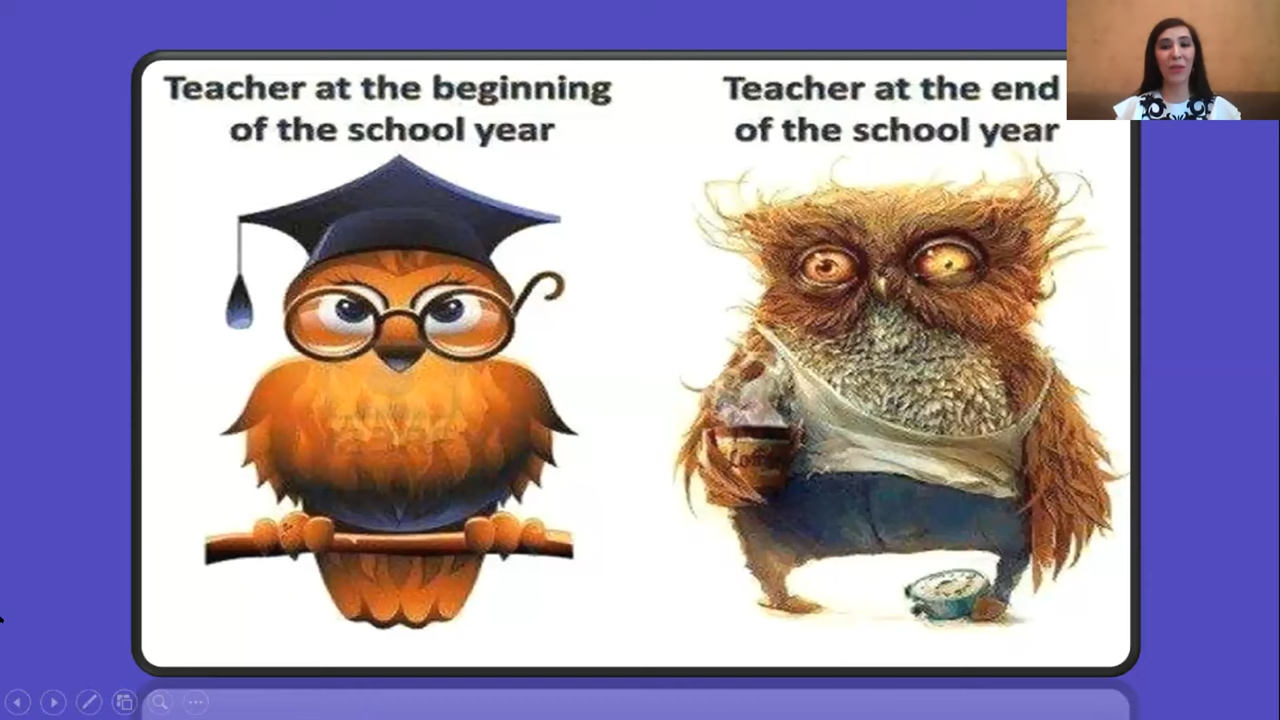 Teacher at the beginning
of the school year
Teacher at the end
of the school year